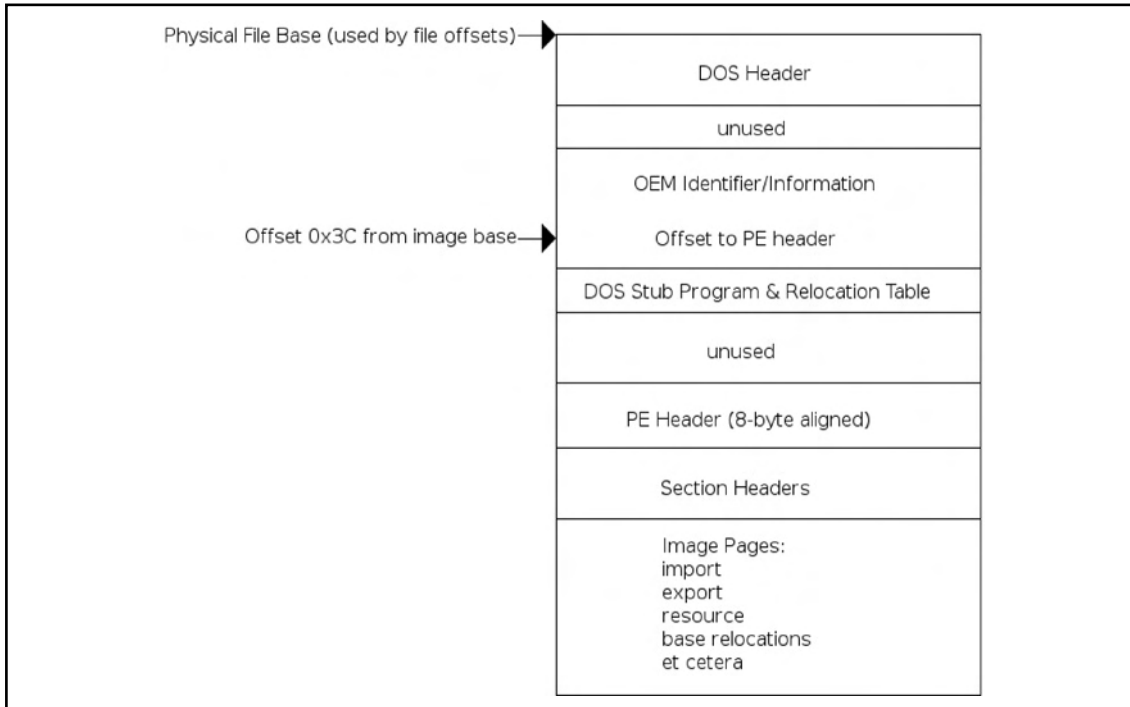 Physical File Base (used by file offsets)
DOS Header
unused
OEM Identifier/Information
Offset 0x3C from image base
Offset to PE header
DOS Stub Program & Relocation Table
unused
PE Header (8-byte aligned)
Section Headers
Image Pages:
import
export
resource
base relocations
et cetera